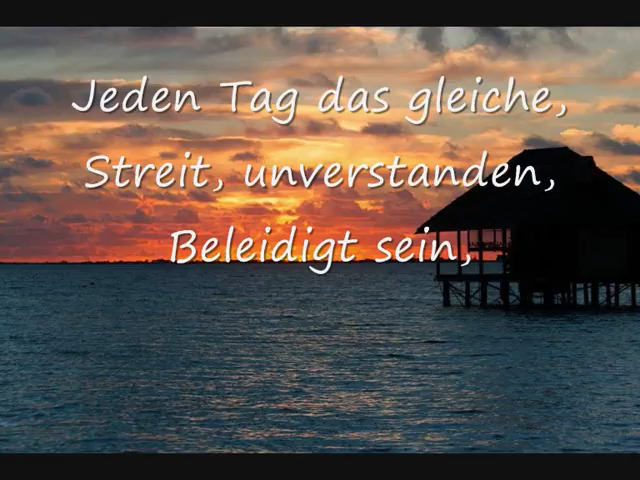 Jeden Tag das gleiche,
Streit, unverstanden,
Beleidigt sein,